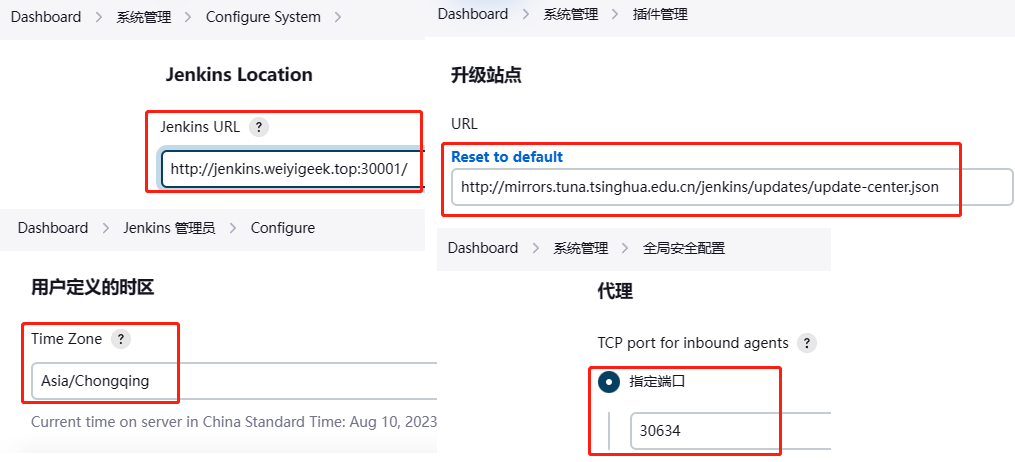 Dashboard > 系统管理 > Configure System >
Jenkins Location
Jenkins URL ?
http://jenkins.weiyigeek.top:30001/
Dashboard > 系统管理 > 插件管理
升级站点
URL
Reset to default
http://mirrors.tuna.tsinghua.edu.cn/jenkins/updates/update-center.json
Dashboard > Jenkins 管理员 > Configure
用户定义的时区
Time Zone ?
Asia/Chongqing
Current time on server in China Standard Time: Aug 10, 2023
Dashboard > 系统管理 > 全局安全配置
代理
TCP port for inbound agents ?
指定端口
30634